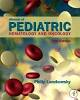 MANUAL OF
PEDIATRIC
HEMATOLOGY AND ONCOLOGY
Philip Lanzkowsky